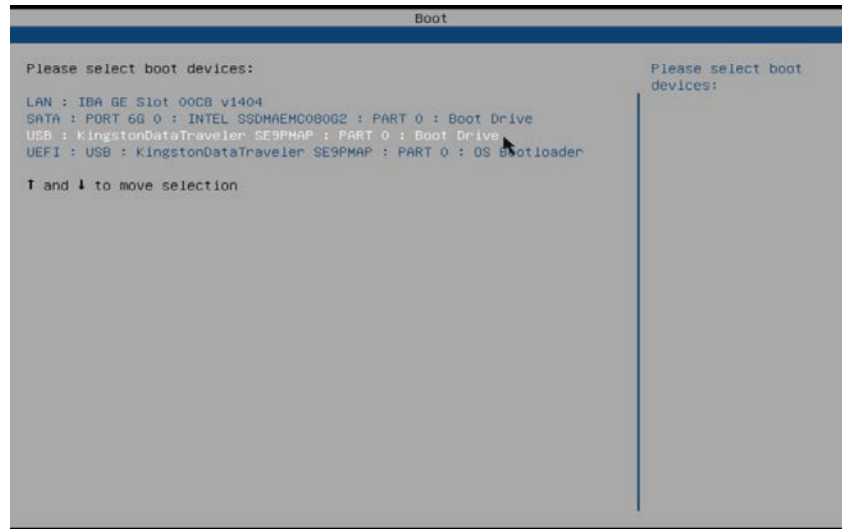 Boot
Please select boot devices:
LAN : IBA GE Slot 00C8 v1404
SATA : PORT 6G 0 : INTEL SSDMAEMC080G2 : PART 0 : Boot Drive
USB : KingstonDataTraveler SE9PMAP : PART 0 : Boot Drive
UEFI : USB : KingstonDataTraveler SE9PMAP : PART 0 : OS Bootloader
↑ and ↓ to move selection
Please select boot
devices: